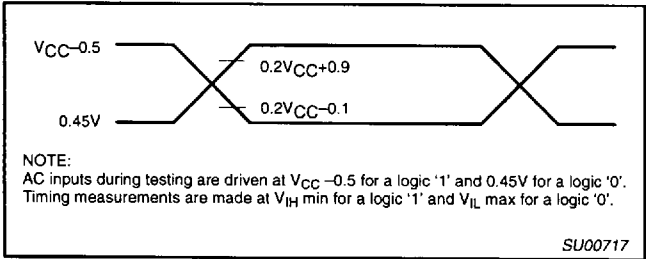 VCC–0.5
0.2VCC+0.9
0.2VCC–0.1
0.45V
NOTE:
AC inputs during testing are driven at VCC –0.5 for a logic '1' and 0.45V for a logic '0'.
Timing measurements are made at VIH min for a logic '1' and VIL max for a logic '0'.
SU00717